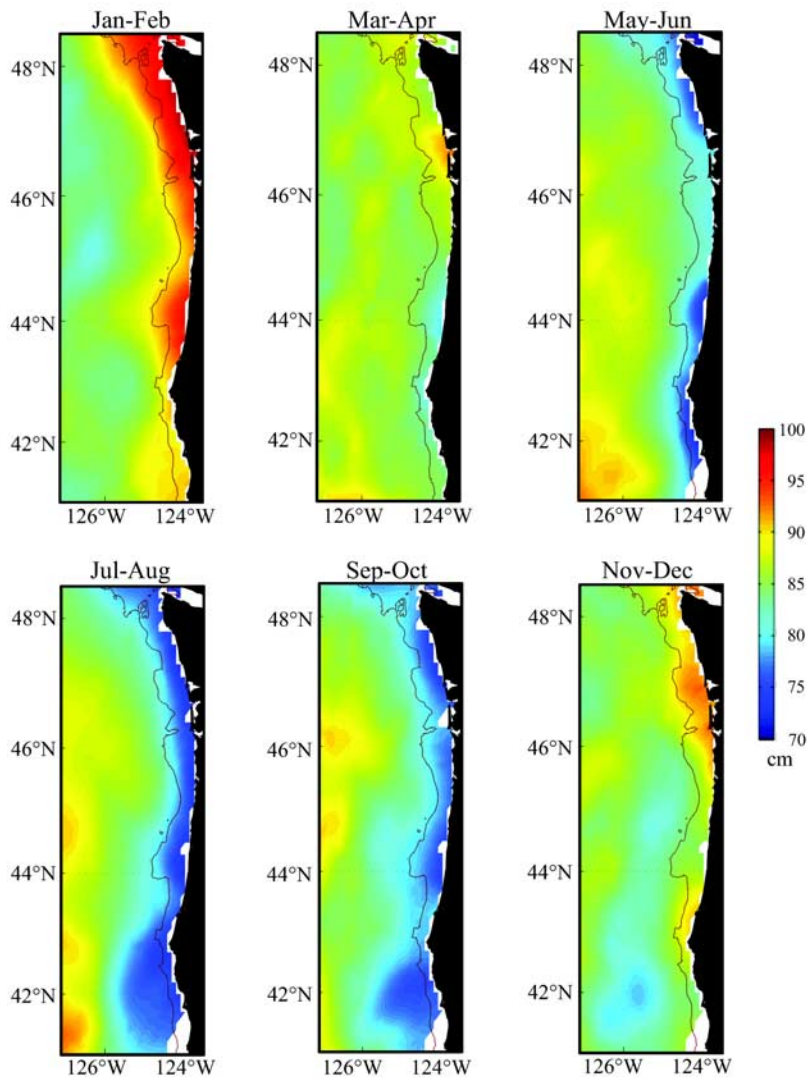 Jan-Feb Mar-Apr May-Jun
48°N 48°N 48°N
46°N 46°N 46°N
44°N 44°N 44°N
42°N 42°N 42°N
126°W 124°W 126°W 124°W 126°W 124°W
100
95
90
85
80
75
70
cm
Jul-Aug Sep-Oct Nov-Dec
48°N 48°N 48°N
46°N 46°N 46°N
44°N 44°N 44°N
42°N 42°N 42°N
126°W 124°W 126°W 124°W 126°W 124°W